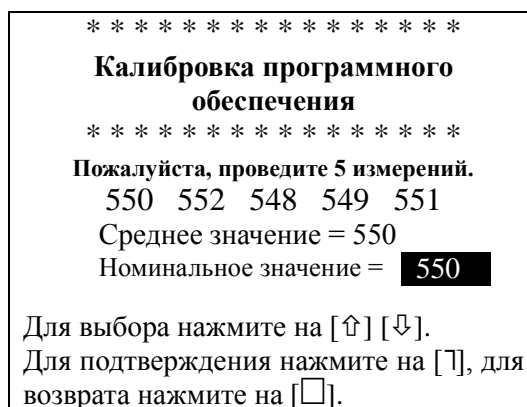 * * * * * * * * * * * * * * * *
Калибровка программного
обеспечения
* * * * * * * * * * * * * * * *
Пожалуйста, проведите 5 измерений.
550 552 548 549 551
Среднее значение = 550
Номинальное значение = 550
Для выбора нажмите на [⇧] [⇩].
Для подтверждения нажмите на [⅂], для
возврата нажмите на [□].